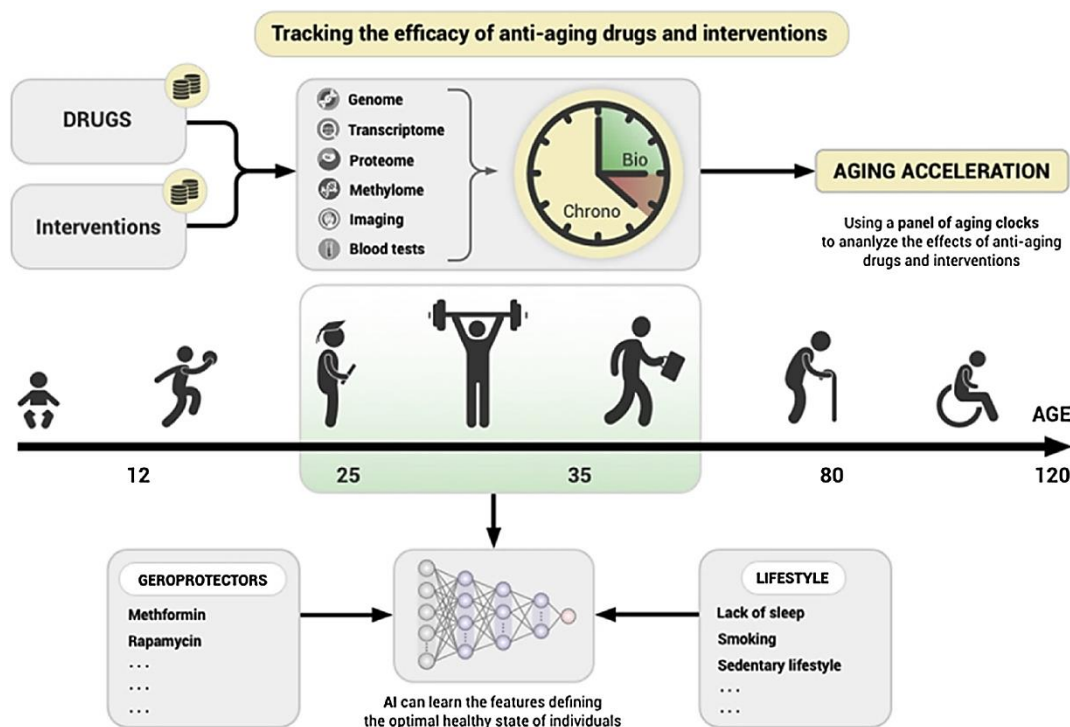 Tracking the efficacy of anti-aging drugs and interventions
DRUGS
Interventions
Genome
Transcriptome
Proteome
Methylome
Imaging
Blood tests
Bio
Chrono
AGING ACCELERATION
Using a panel of aging clocks
to ananlyze the effects of anti-aging
drugs and interventions
AGE
12
25
35
80
120
GEROPROTECTORS
Methformin
Rapamycin
...
...
...
AI can learn the features defining
the optimal healthy state of individuals
LIFESTYLE
Lack of sleep
Smoking
Sedentary lifestyle
...
...